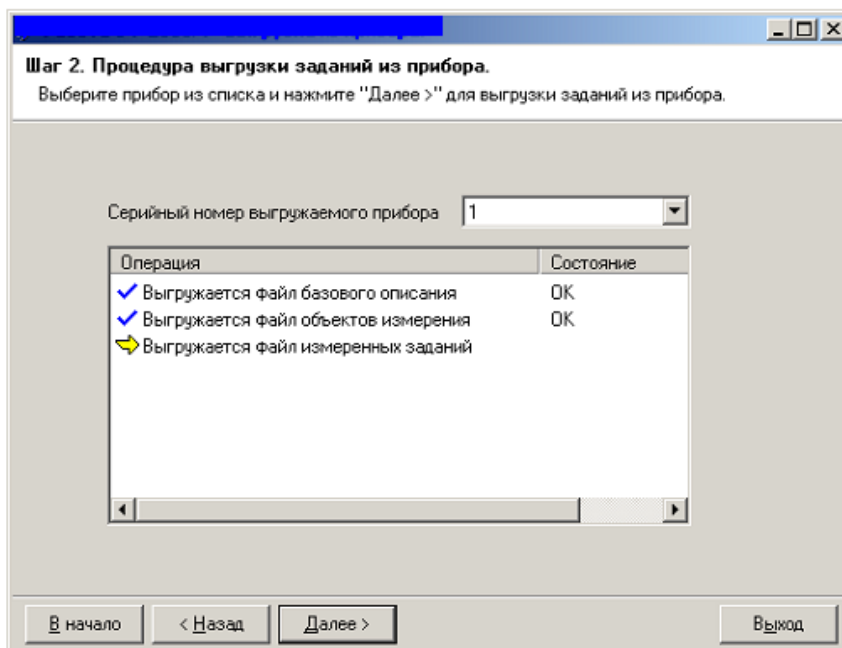 Шаг 2. Процедура выгрузки заданий из прибора.
Выберите прибор из списка и нажмите "Далее >" для выгрузки заданий из прибора.
Серийный номер выгружаемого прибора 1
Операция Состояние
Выгружается файл базового описания OK
Выгружается файл объектов измерения OK
Выгружается файл измеренных заданий
В начало < Назад Далее > Выход